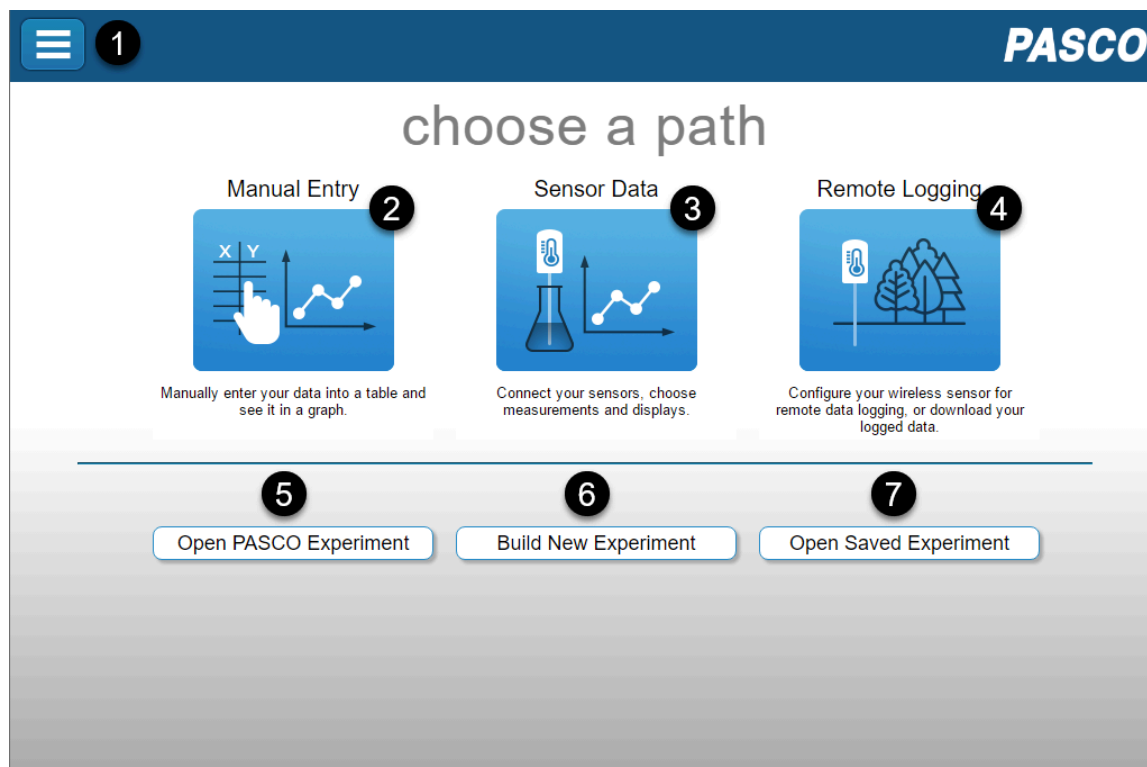 1
PASCO
choose a path
Manual Entry
2
Sensor Data
3
Remote Logging
4
X Y
Manually enter your data into a table and
see it in a graph.
Connect your sensors, choose
measurements and displays.
Configure your wireless sensor for
remote data logging, or download your
logged data.
5
6
7
Open PASCO Experiment
Build New Experiment
Open Saved Experiment